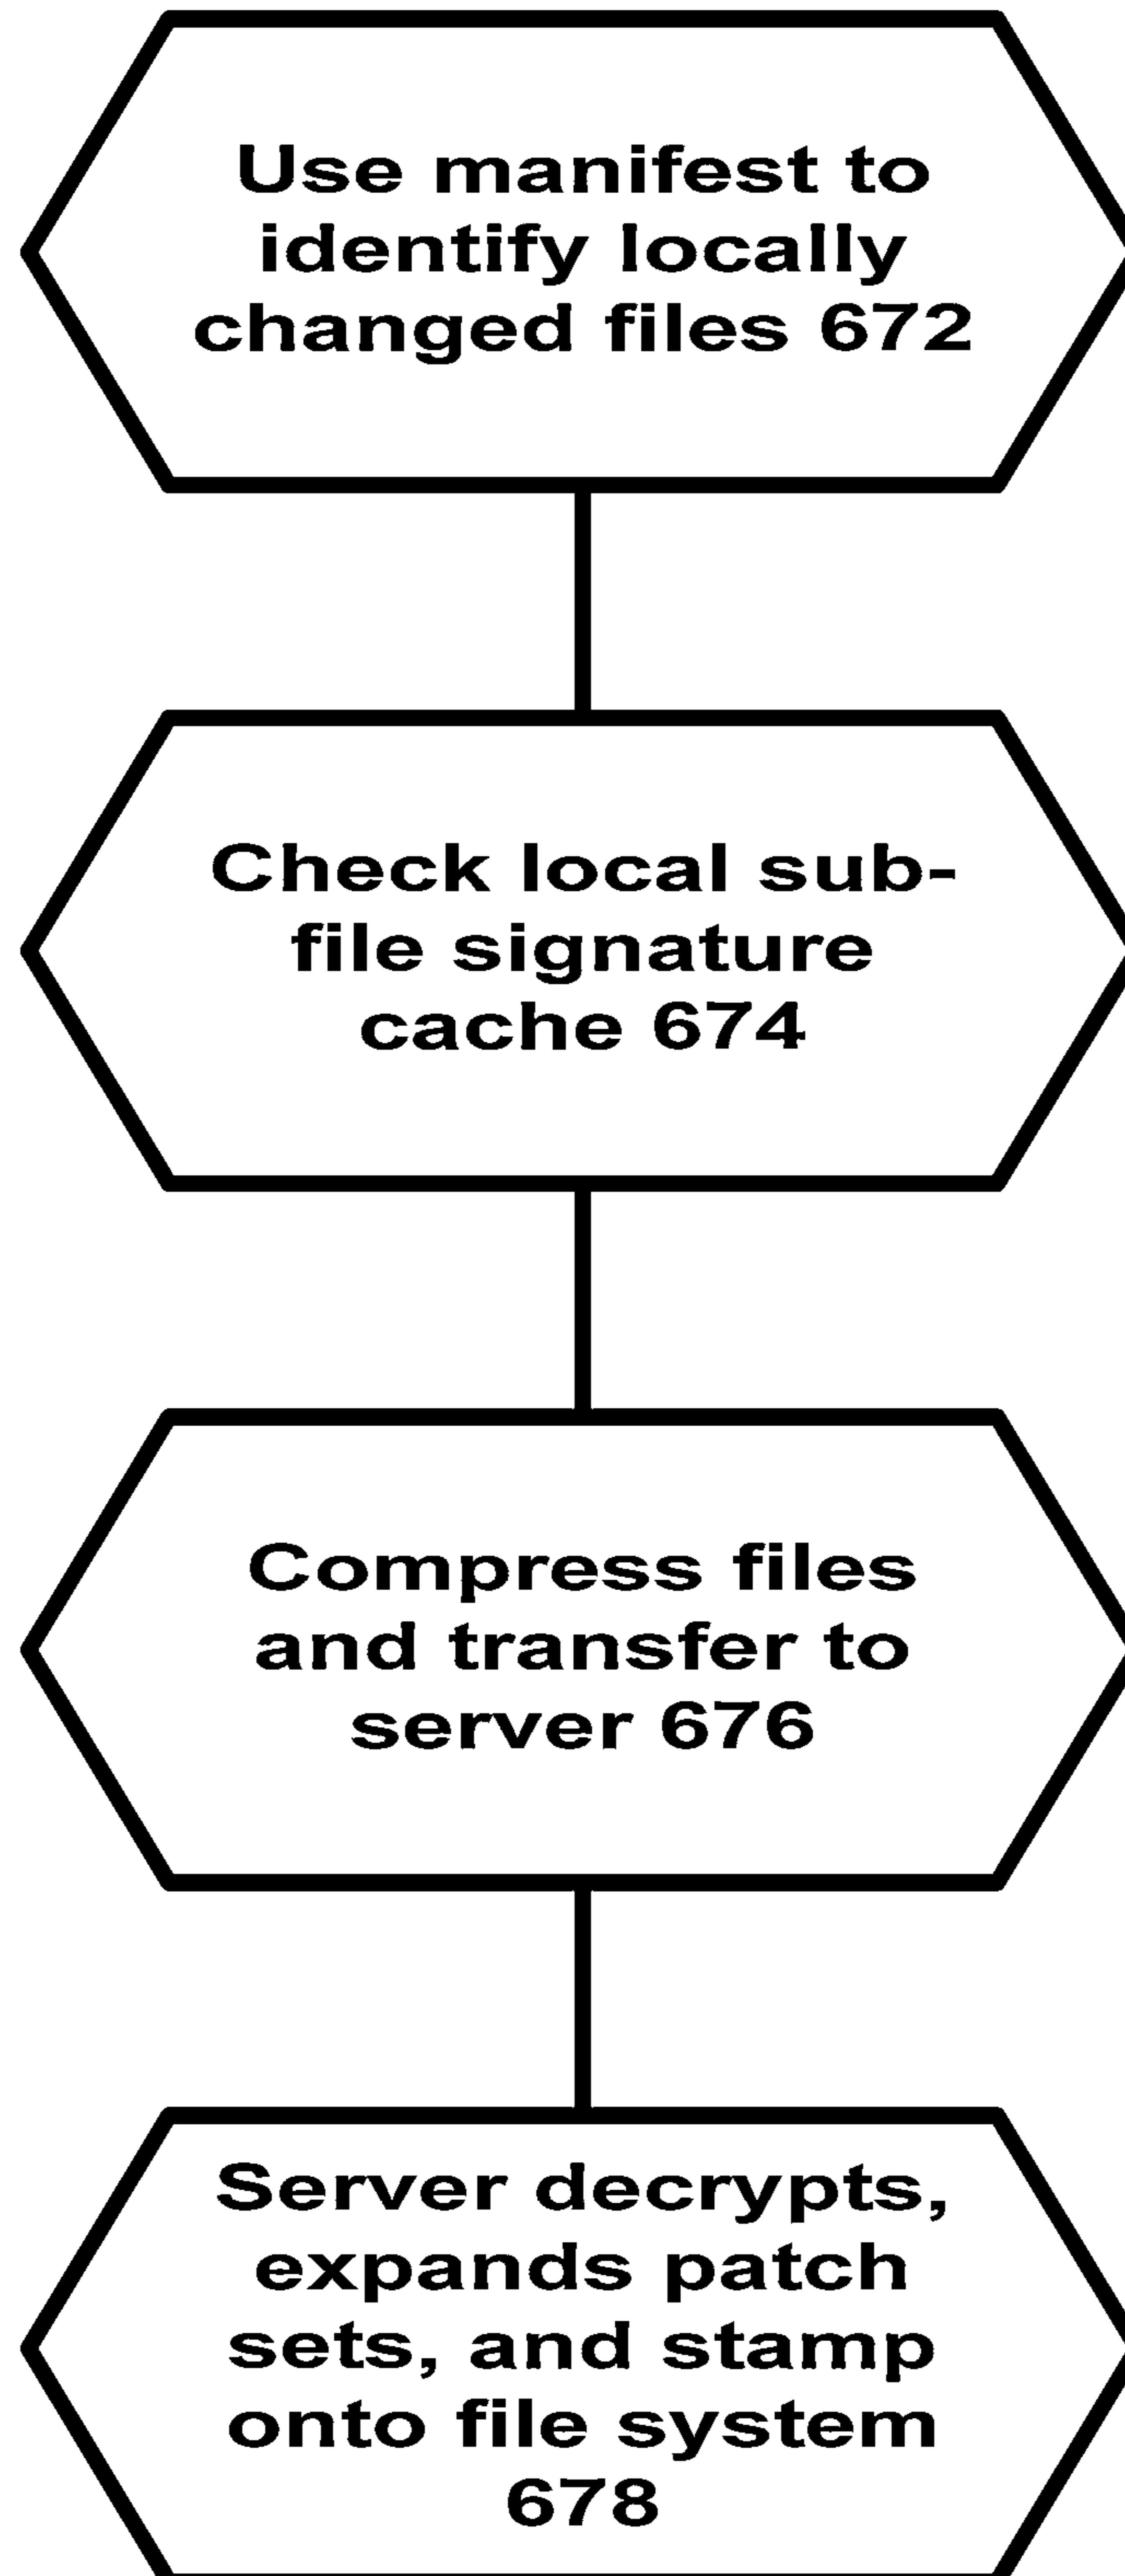 Use manifest to
identify locally
changed files 672
Check local sub-
file signature
cache 674
Compress files
and transfer to
server 676
Server decrypts,
expands patch
sets, and stamp
onto file system
678